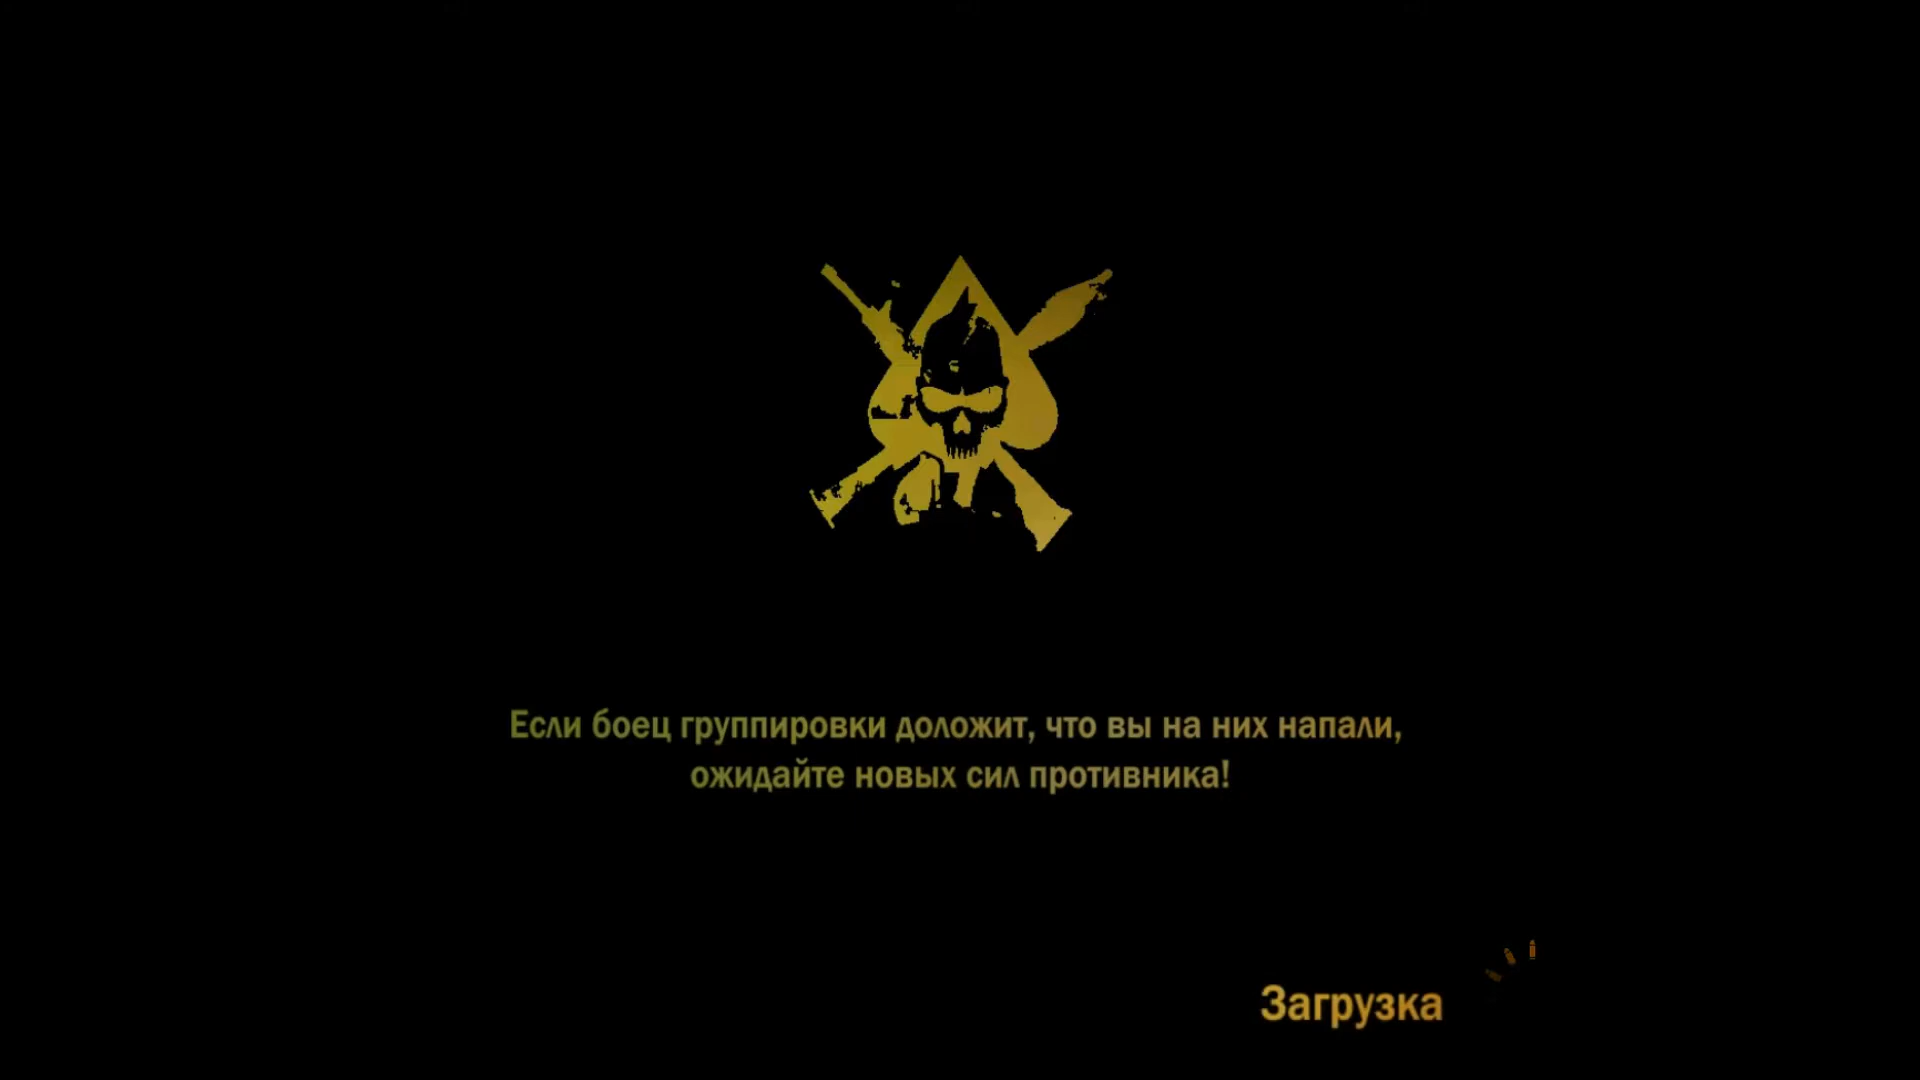 Если боец группировки доложит, что вы на них напали,
ожидайте новых сил противника!
Загрузка